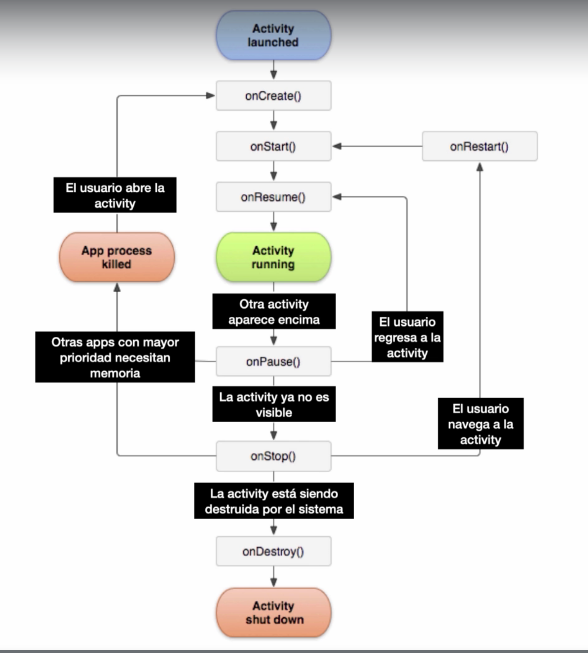 Activity
launched
onCreate()
onStart()
onRestart()
El usuario abre la
activity
onResume()
App process
killed
Activity
running
Otra activity
aparece encima
El usuario
regresa a la
activity
Otras apps con mayor
prioridad necesitan
memoria
onPause()
La activity ya no es
visible
El usuario
navega a la
activity
onStop()
La activity está siendo
destruida por el sistema
onDestroy()
Activity
shut down